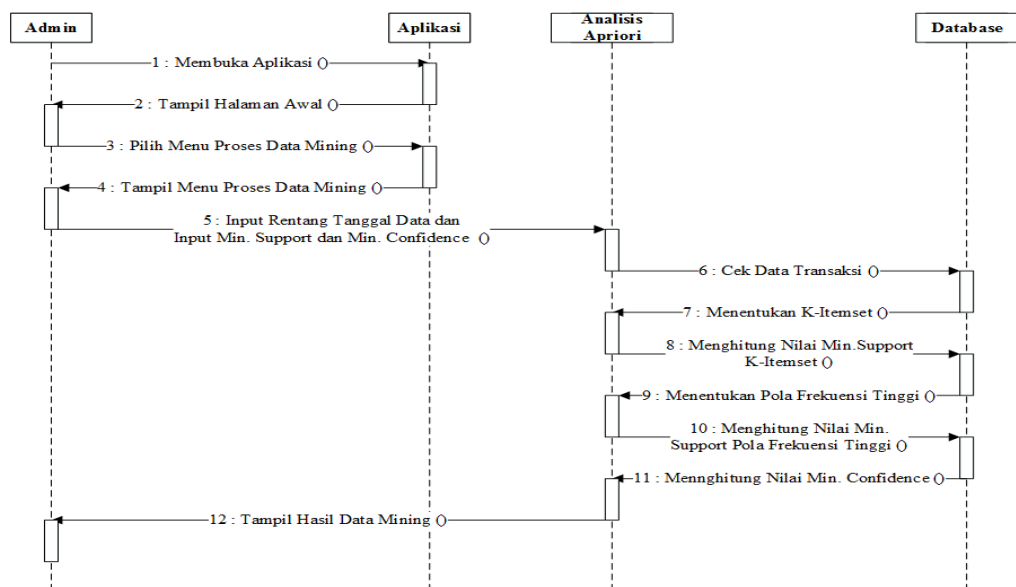 Admin
Aplikasi
Analisis
Apriori
Database
1 : Membuka Aplikasi ()
2 : Tampil Halaman Awal ()
3 : Pilih Menu Proses Data Mining ()
4 : Tampil Menu Proses Data Mining ()
5 : Input Rentang Tanggal Data dan
Input Min. Support dan Min. Confidence ()
6 : Cek Data Transaksi ()
7 : Menentukan K-Itemset ()
8 : Menghitung Nilai Min.Support
K-Itemset ()
9 : Menentukan Pola Frekuensi Tinggi ()
10 : Menghitung Nilai Min.
Support Pola Frekuensi Tinggi ()
11 : Mennghitung Nilai Min. Confidence ()
12 : Tampil Hasil Data Mining ()